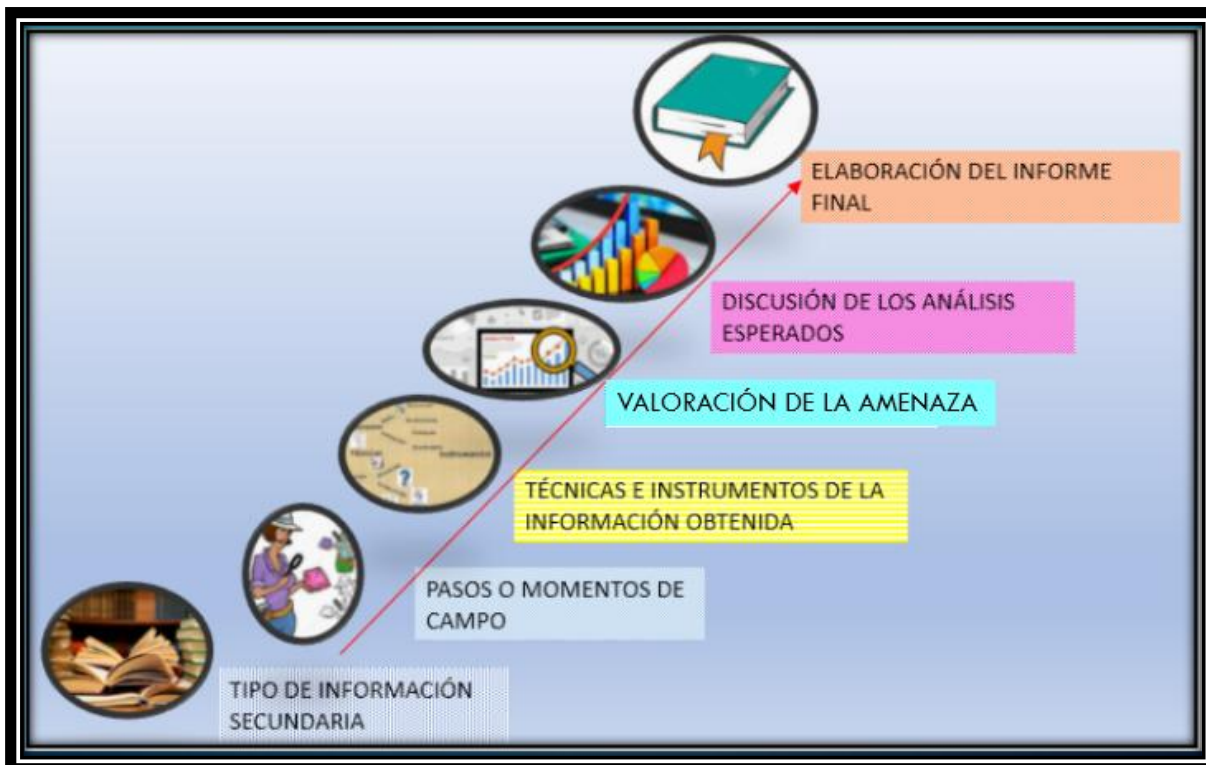 ELABORACIÓN DEL INFORME
FINAL
DISCUSIÓN DE LOS ANÁLISIS
ESPERADOS
VALORACIÓN DE LA AMENAZA
TÉCNICAS E INSTRUMENTOS DE LA
INFORMACIÓN OBTENIDA
PASOS O MOMENTOS DE
CAMPO
TIPO DE INFORMACIÓN
SECUNDARIA